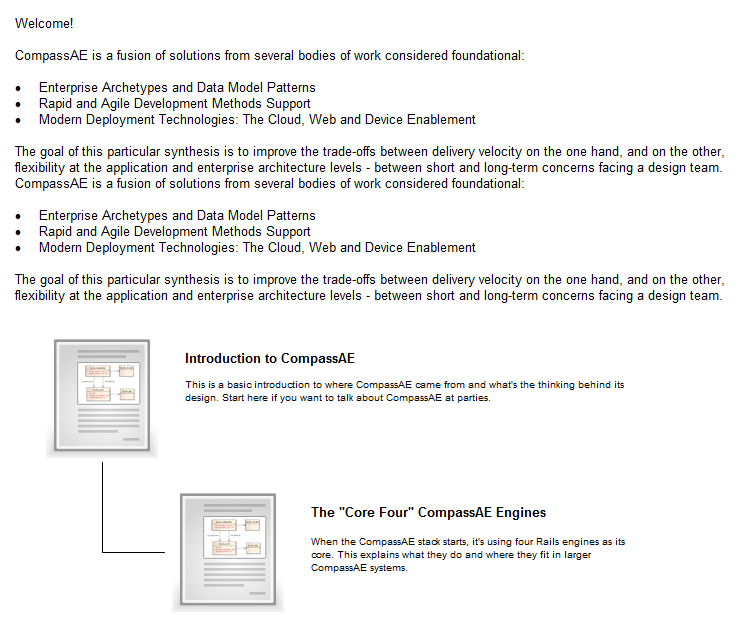 Welcome!
CompassAE is a fusion of solutions from several bodies of work considered foundational:
• Enterprise Archetypes and Data Model Patterns
• Rapid and Agile Development Methods Support
• Modern Deployment Technologies: The Cloud, Web and Device Enablement
The goal of this particular synthesis is to improve the trade-offs between delivery velocity on the one hand, and on the other,
flexibility at the application and enterprise architecture levels - between short and long-term concerns facing a design team.
CompassAE is a fusion of solutions from several bodies of work considered foundational:
• Enterprise Archetypes and Data Model Patterns
• Rapid and Agile Development Methods Support
• Modern Deployment Technologies: The Cloud, Web and Device Enablement
The goal of this particular synthesis is to improve the trade-offs between delivery velocity on the one hand, and on the other,
flexibility at the application and enterprise architecture levels - between short and long-term concerns facing a design team.
Introduction to CompassAE
This is a basic introduction to where CompassAE came from and what's the thinking behind its
design. Start here if you want to talk about CompassAE at parties.
The "Core Four" CompassAE Engines
When the CompassAE stack starts, it's using four Rails engines as its
core. This explains what they do and where they fit in larger
CompassAE systems.